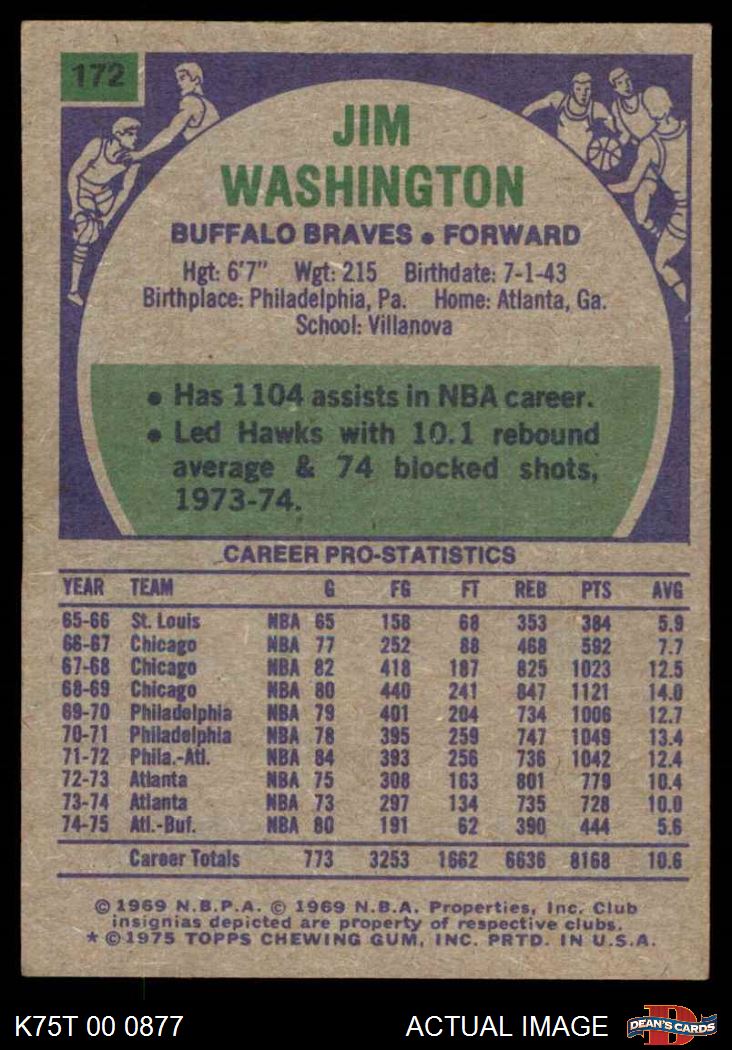 172
JIM
WASHINGTON
BUFFALO BRAVES • FORWARD
Hgt: 6'7" Wgt: 215 Birthdate: 7-1-43
Birthplace: Philadelphia, Pa. Home: Atlanta, Ga.
School: Villanova
• Has 1104 assists in NBA career.
• Led Hawks with 10.1 rebound
average & 74 blocked shots,
1973-74.
CAREER PRO-STATISTICS
YEAR TEAM G FG FT REB PTS AVG
65-66 St. Louis NBA 65 158 68 353 384 5.9
66-67 Chicago NBA 77 252 88 468 592 7.7
67-68 Chicago NBA 82 418 187 825 1023 12.5
68-69 Chicago NBA 80 440 241 847 1121 14.0
69-70 Philadelphia NBA 79 401 204 734 1006 12.7
70-71 Philadelphia NBA 78 395 259 747 1049 13.4
71-72 Phila.-Atl. NBA 84 393 256 736 1042 12.4
72-73 Atlanta NBA 75 308 163 801 779 10.4
73-74 Atlanta NBA 73 297 134 735 728 10.0
74-75 Atl.-Buf. NBA 80 191 62 390 444 5.6
Career Totals 773 3253 1662 6636 8168 10.6
© 1969 N.B.P.A. © 1969 N.B.A. Properties, Inc. Club
insignias depicted are property of respective clubs.
* © 1975 TOPPS CHEWING GUM, INC. PRTD. IN U.S.A.
K75T 00 0877 ACTUAL IMAGE DEAN'S CARDS